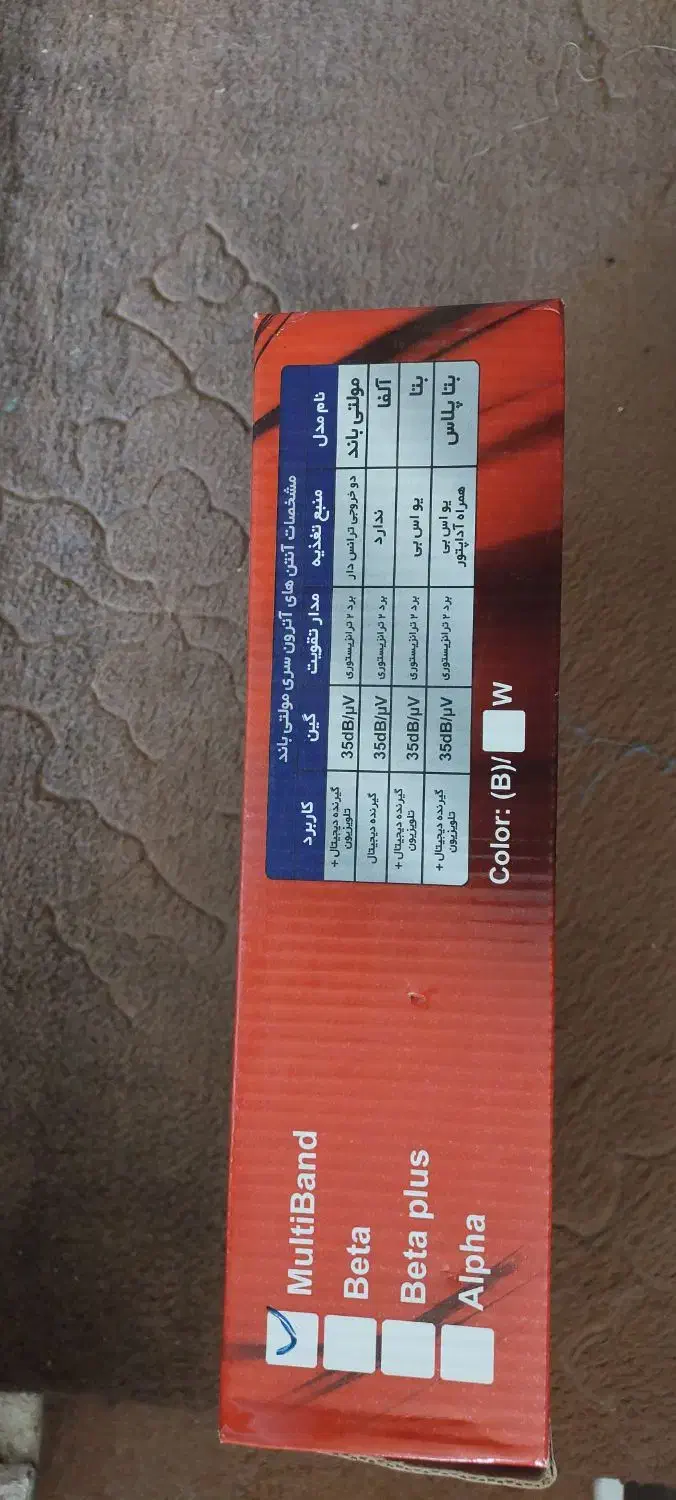 MultiBand
Beta
Beta plus
Alpha
مشخصات آنتن های آترون سری مولتی باند
نام مدل منبع تغذیه مدار تقویت گین کاربرد
مولتی باند دو خروجی ترانس دار برد ۲ ترانزیستوری 35dB/µV گیرنده دیجیتال +
تلویزیون
آلفا ندارد برد ۲ ترانزیستوری 35dB/µV گیرنده دیجیتال
بتا یو اس بی برد ۲ ترانزیستوری 35dB/µV گیرنده دیجیتال +
تلویزیون
بتا پلاس یو اس بی برد ۲ ترانزیستوری 35dB/µV گیرنده دیجیتال +
همراه آداپتور تلویزیون
Color: (B)/ W